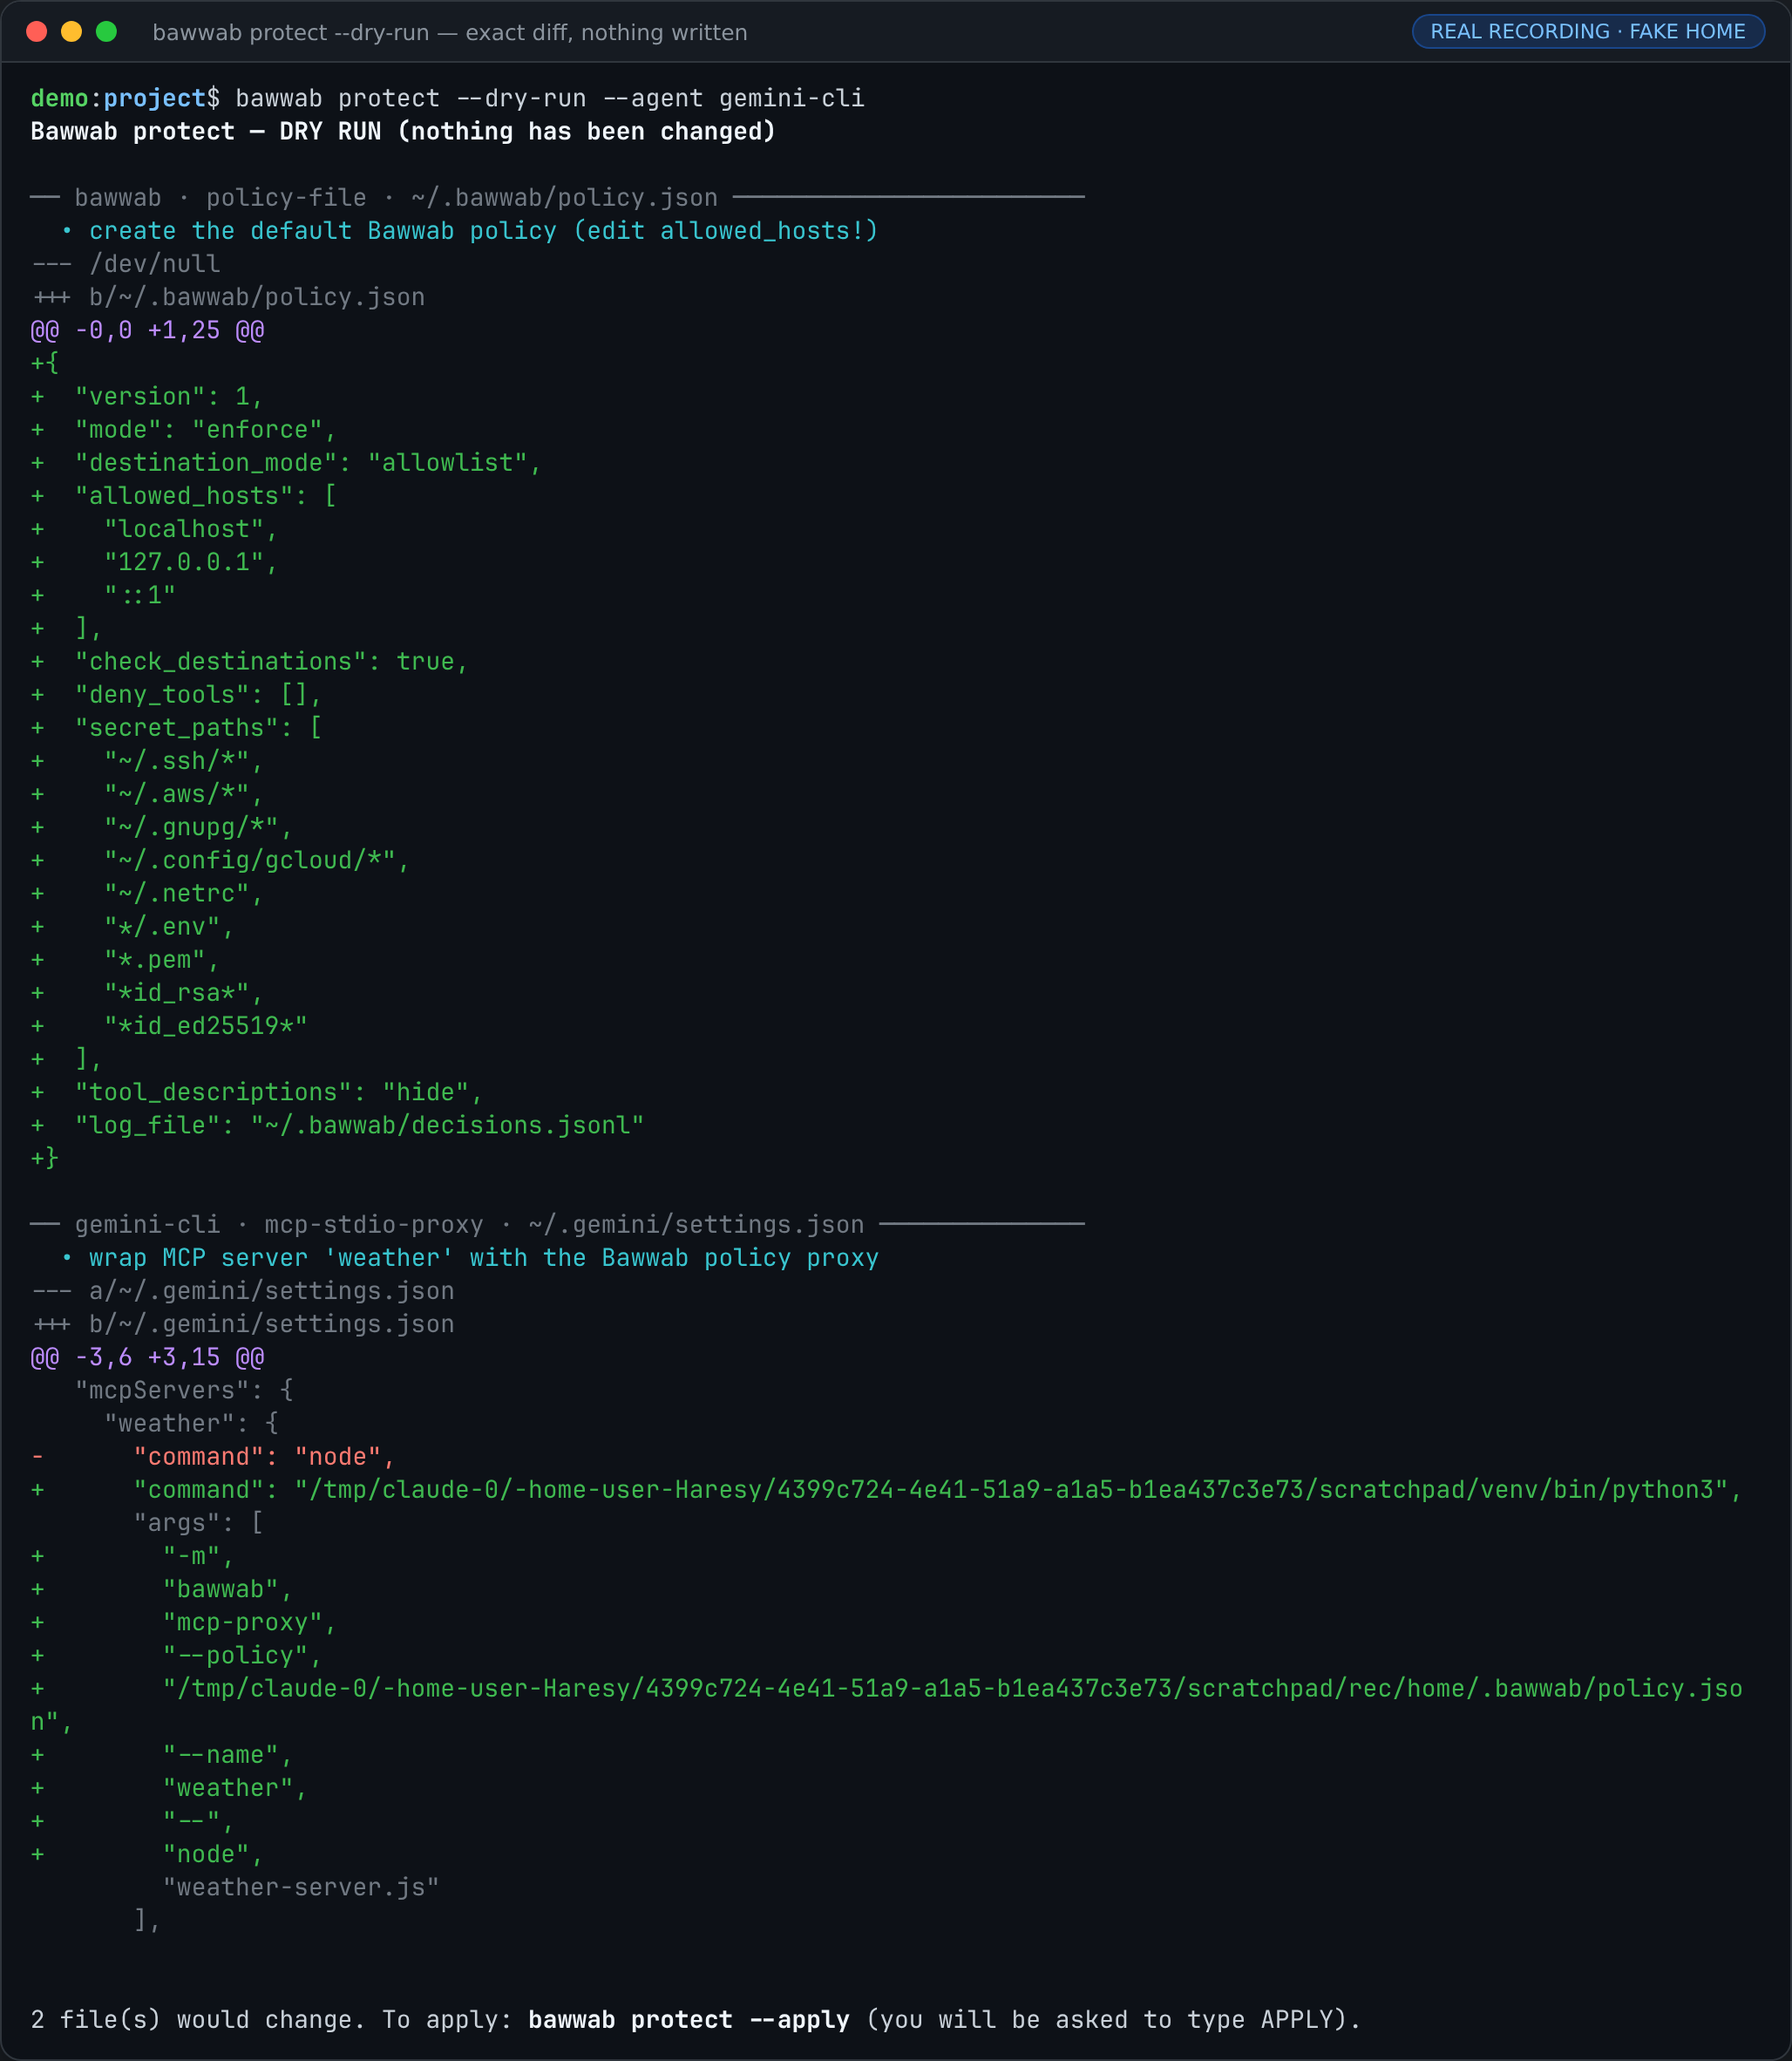 bawwab protect --dry-run — exact diff, nothing written
REAL RECORDING · FAKE HOME
demo:project$ bawwab protect --dry-run --agent gemini-cli
Bawwab protect — DRY RUN (nothing has been changed)
── bawwab · policy-file · ~/.bawwab/policy.json ────────────────────────
  • create the default Bawwab policy (edit allowed_hosts!)
--- /dev/null
+++ b/~/.bawwab/policy.json
@@ -0,0 +1,25 @@
+{
+  "version": 1,
+  "mode": "enforce",
+  "destination_mode": "allowlist",
+  "allowed_hosts": [
+    "localhost",
+    "127.0.0.1",
+    "::1"
+  ],
+  "check_destinations": true,
+  "deny_tools": [],
+  "secret_paths": [
+    "~/.ssh/*",
+    "~/.aws/*",
+    "~/.gnupg/*",
+    "~/.config/gcloud/*",
+    "~/.netrc",
+    "*/.env",
+    "*.pem",
+    "*id_rsa*",
+    "*id_ed25519*"
+  ],
+  "tool_descriptions": "hide",
+  "log_file": "~/.bawwab/decisions.jsonl"
+}
── gemini-cli · mcp-stdio-proxy · ~/.gemini/settings.json ──────────────
  • wrap MCP server 'weather' with the Bawwab policy proxy
--- a/~/.gemini/settings.json
+++ b/~/.gemini/settings.json
@@ -3,6 +3,15 @@
   "mcpServers": {
     "weather": {
-      "command": "node",
+      "command": "/tmp/claude-0/-home-user-Haresy/4399c724-4e41-51a9-a1a5-b1ea437c3e73/scratchpad/venv/bin/python3",
       "args": [
+        "-m",
+        "bawwab",
+        "mcp-proxy",
+        "--policy",
+        "/tmp/claude-0/-home-user-Haresy/4399c724-4e41-51a9-a1a5-b1ea437c3e73/scratchpad/rec/home/.bawwab/policy.jso
n",
+        "--name",
+        "weather",
+        "--",
+        "node",
         "weather-server.js"
       ],
2 file(s) would change. To apply: bawwab protect --apply (you will be asked to type APPLY).